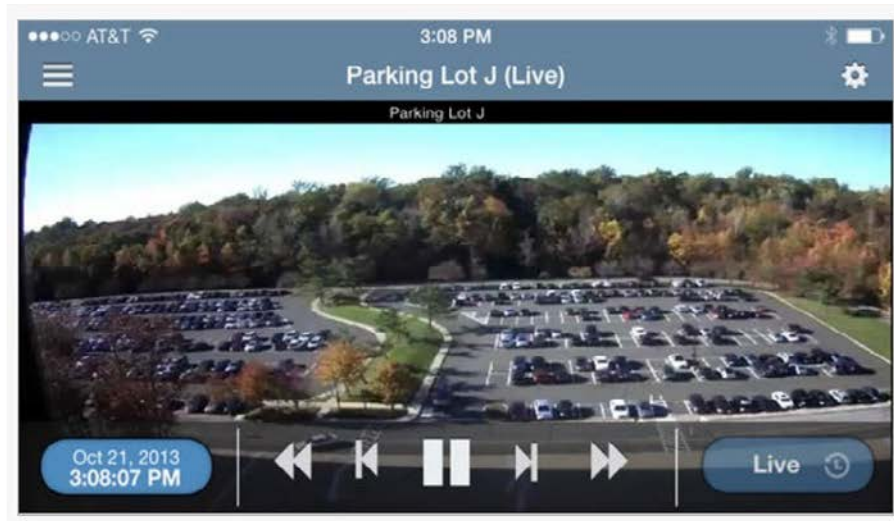 AT&T
3:08 PM
Parking Lot J (Live)
Parking Lot J
Oct 21, 2013
3:08:07 PM
Live